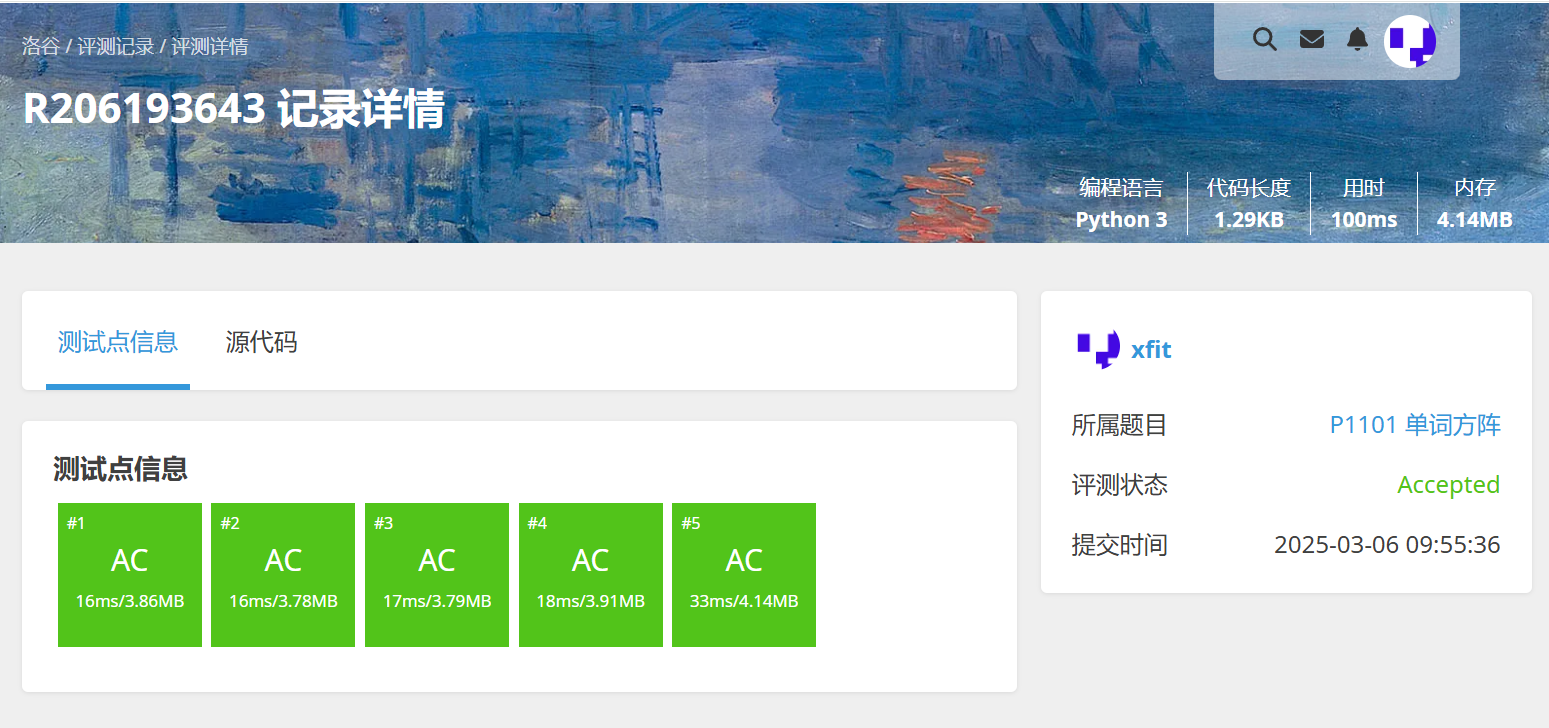 洛谷 / 评测记录 / 评测详情
R206193643 记录详情
编程语言 代码长度 用时 内存
Python 3 1.29KB 100ms 4.14MB
测试点信息 源代码
测试点信息
#1 #2 #3 #4 #5
AC AC AC AC AC
16ms/3.86MB 16ms/3.78MB 17ms/3.79MB 18ms/3.91MB 33ms/4.14MB
xfit
所属题目 P1101 单词方阵
评测状态 Accepted
提交时间 2025-03-06 09:55:36